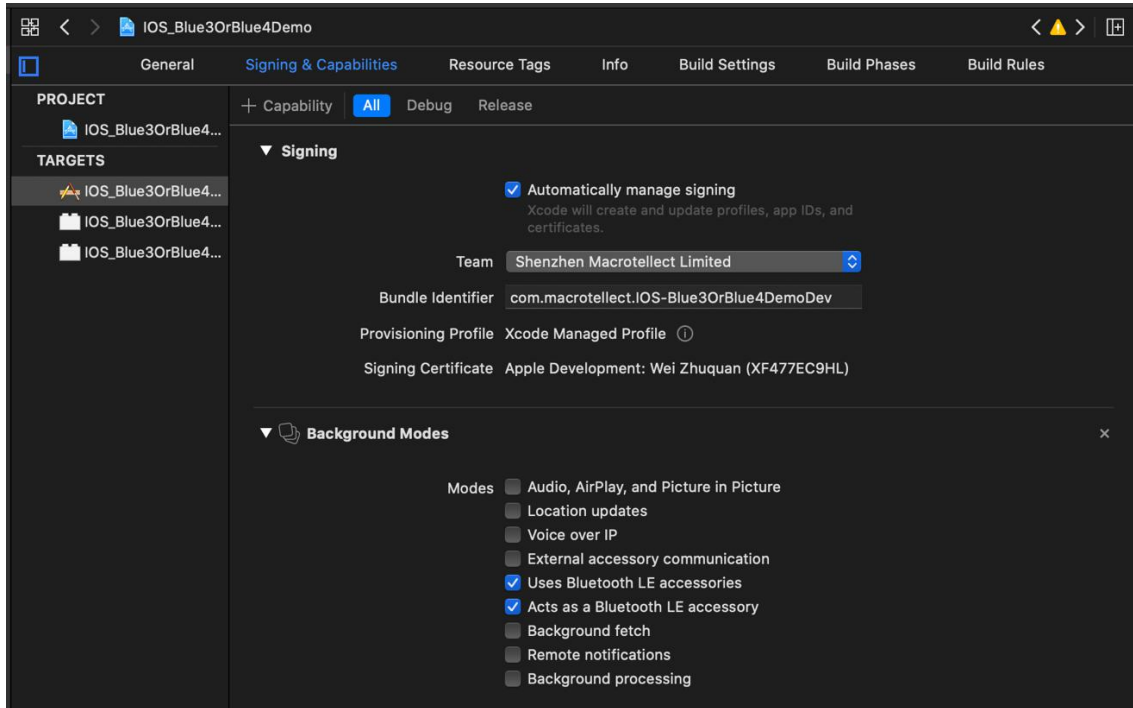 IOS_Blue3OrBlue4Demo
General Signing & Capabilities Resource Tags Info Build Settings Build Phases Build Rules
PROJECT
IOS_Blue3OrBlue4...
TARGETS
IOS_Blue3OrBlue4...
IOS_Blue3OrBlue4...
IOS_Blue3OrBlue4...
+ Capability All Debug Release
Signing
Automatically manage signing
Xcode will create and update profiles, app IDs, and
certificates.
Team Shenzhen Macrotellect Limited
Bundle Identifier com.macrotellect.IOS-Blue3OrBlue4DemoDev
Provisioning Profile Xcode Managed Profile
Signing Certificate Apple Development: Wei Zhuquan (XF477EC9HL)
Background Modes
Modes Audio, AirPlay, and Picture in Picture
Location updates
Voice over IP
External accessory communication
Uses Bluetooth LE accessories
Acts as a Bluetooth LE accessory
Background fetch
Remote notifications
Background processing